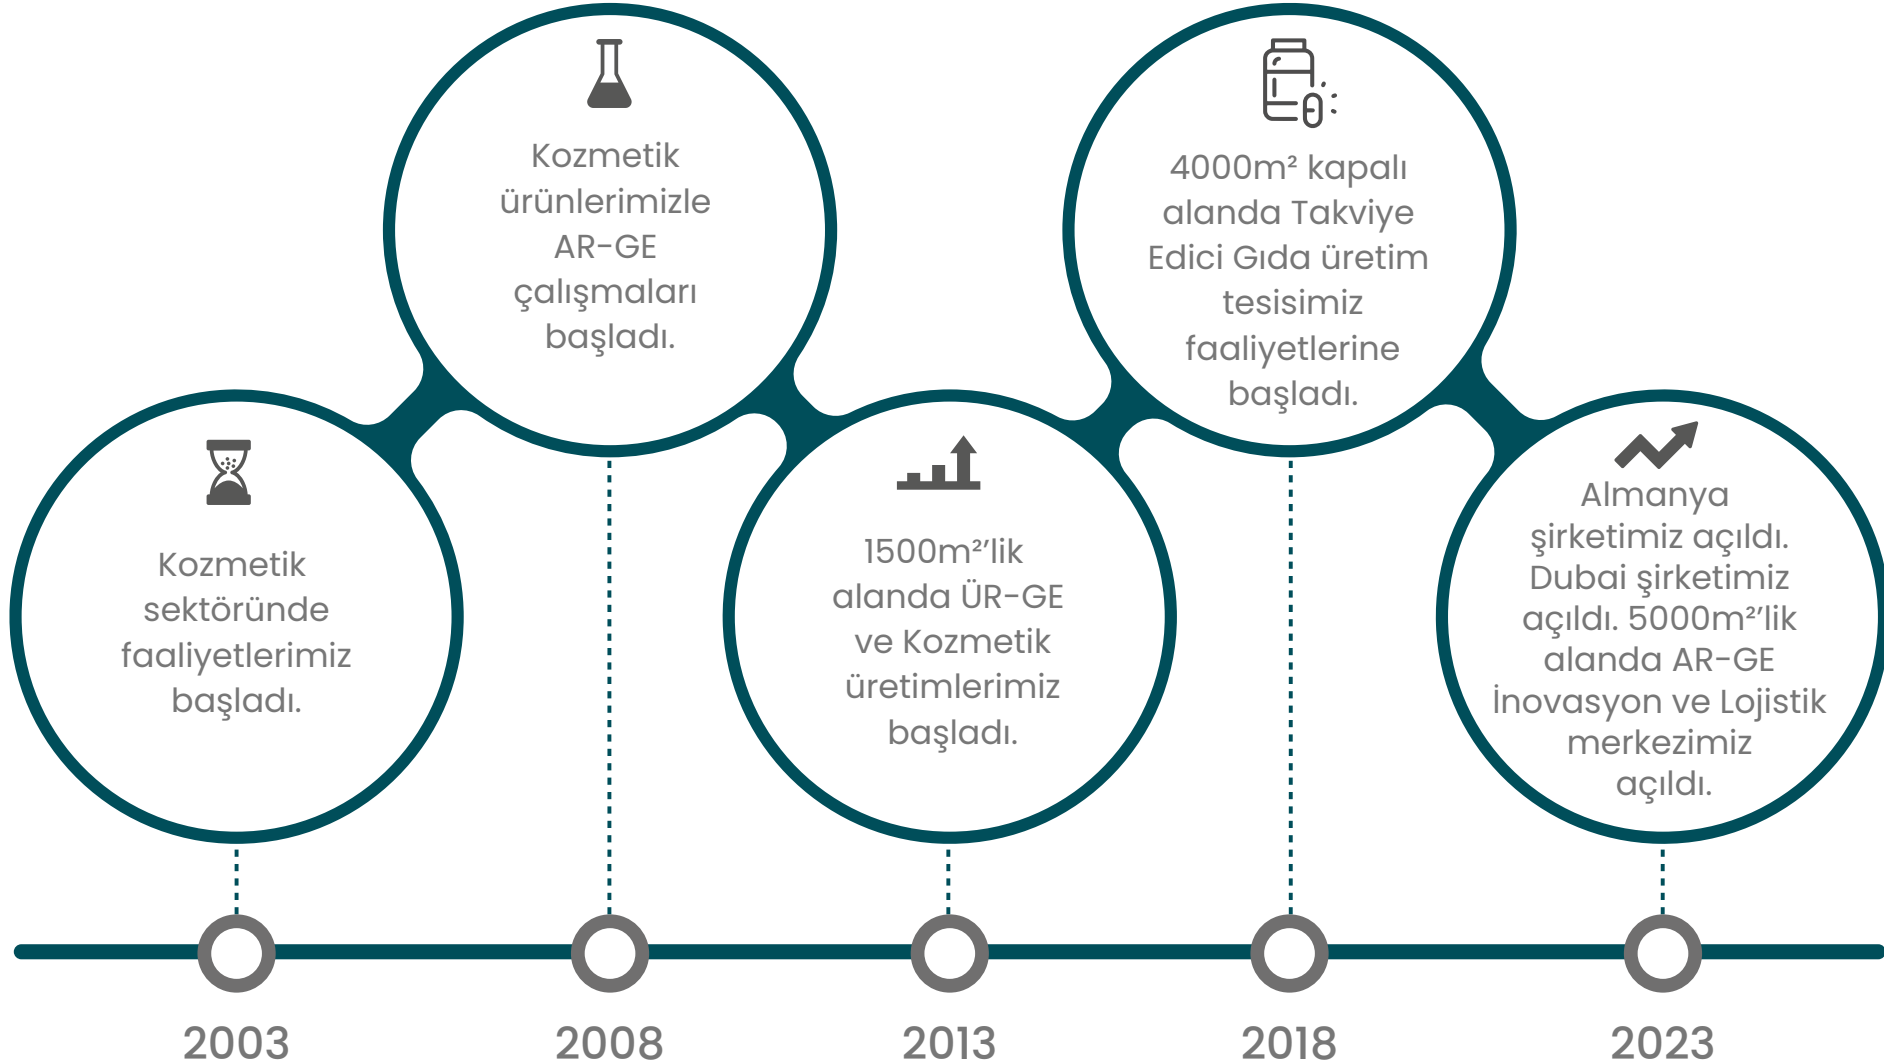 Kozmetik
sektöründe
faaliyetlerimiz
başladı.
2003
Kozmetik
ürünlerimizle
AR-GE
çalışmaları
başladı.
2008
1500m²'lik
alanda ÜR-GE
ve Kozmetik
üretimlerimiz
başladı.
2013
4000m² kapalı
alanda Takviye
Edici Gıda üretim
tesisimiz
faaliyetlerine
başladı.
2018
Almanya
şirketimiz açıldı.
Dubai şirketimiz
açıldı. 5000m²'lik
alanda AR-GE
İnovasyon ve Lojistik
merkezimiz
açıldı.
2023